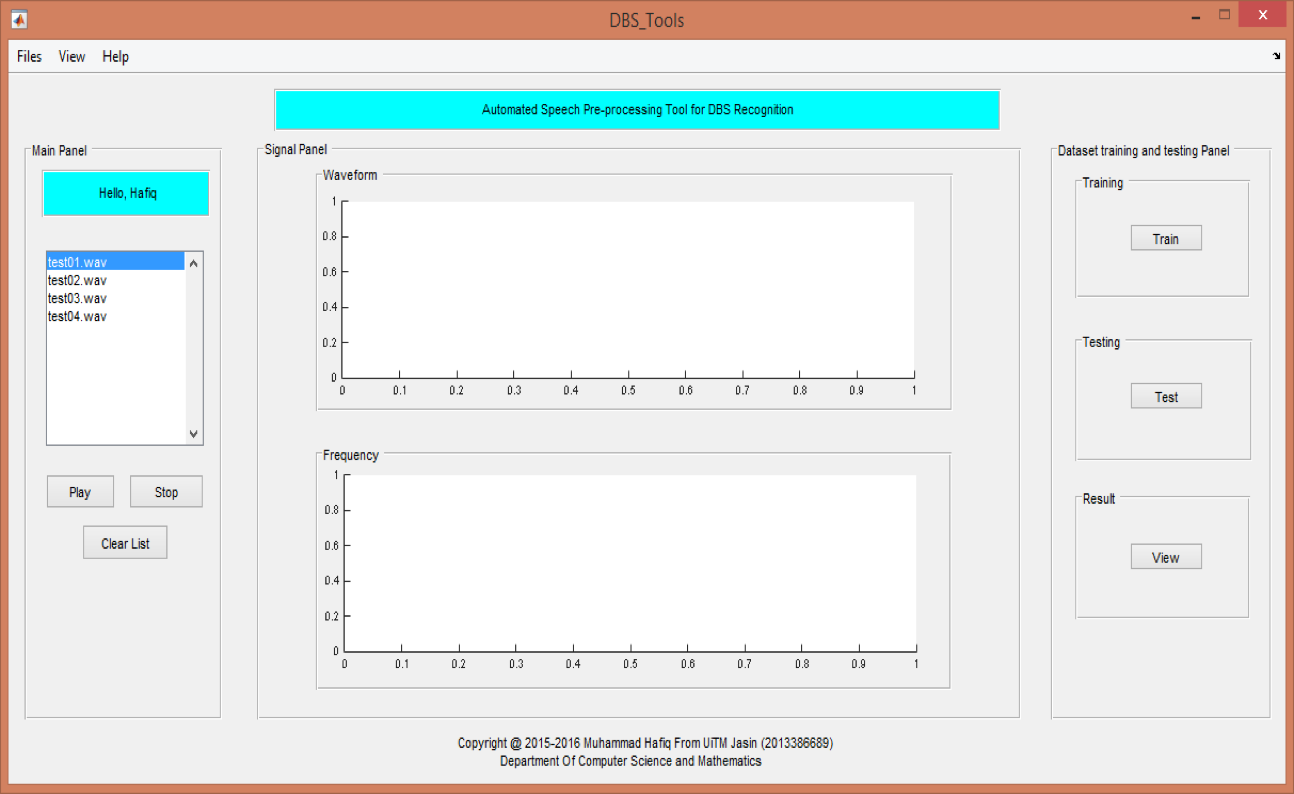 DBS_Tools
Files View Help
Automated Speech Pre-processing Tool for DBS Recognition
Main Panel
Hello, Hafiq
test01.wav
test02.wav
test03.wav
test04.wav
Play Stop
Clear List
Signal Panel
Waveform
1
0.8
0.6
0.4
0.2
0
0 0.1 0.2 0.3 0.4 0.5 0.6 0.7 0.8 0.9 1
Frequency
1
0.8
0.6
0.4
0.2
0
0 0.1 0.2 0.3 0.4 0.5 0.6 0.7 0.8 0.9 1
Dataset training and testing Panel
Training
Train
Testing
Test
Result
View
Copyright @ 2015-2016 Muhammad Hafiq From UiTM Jasin (2013386689)
Department Of Computer Science and Mathematics